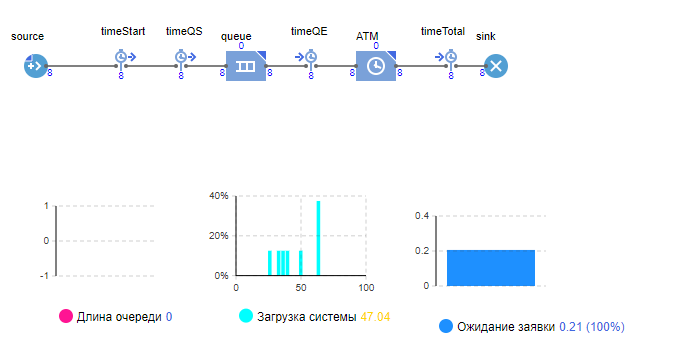 source timeStart timeQS queue timeQE ATM timeTotal sink
0 0
8 8 8 8 8 8 8 8 8 8
1
0
-1
Длина очереди 0
40%
20%
0%
0 50 100
Загрузка системы 47.04
0.4
0.2
0
Ожидание заявки 0.21 (100%)